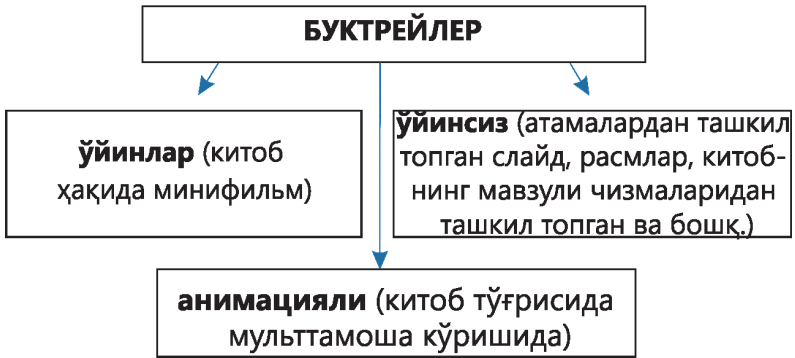 БУКТРЕЙЛЕР
ўйинлар (китоб
ҳақида минифильм)
ўйинсиз (атамалардан ташкил
топган слайд, расмлар, китоб-
нинг мавзули чизмаларидан
ташкил топган ва бошқ.)
анимацияли (китоб тўғрисида
мульттамоша кўришида)